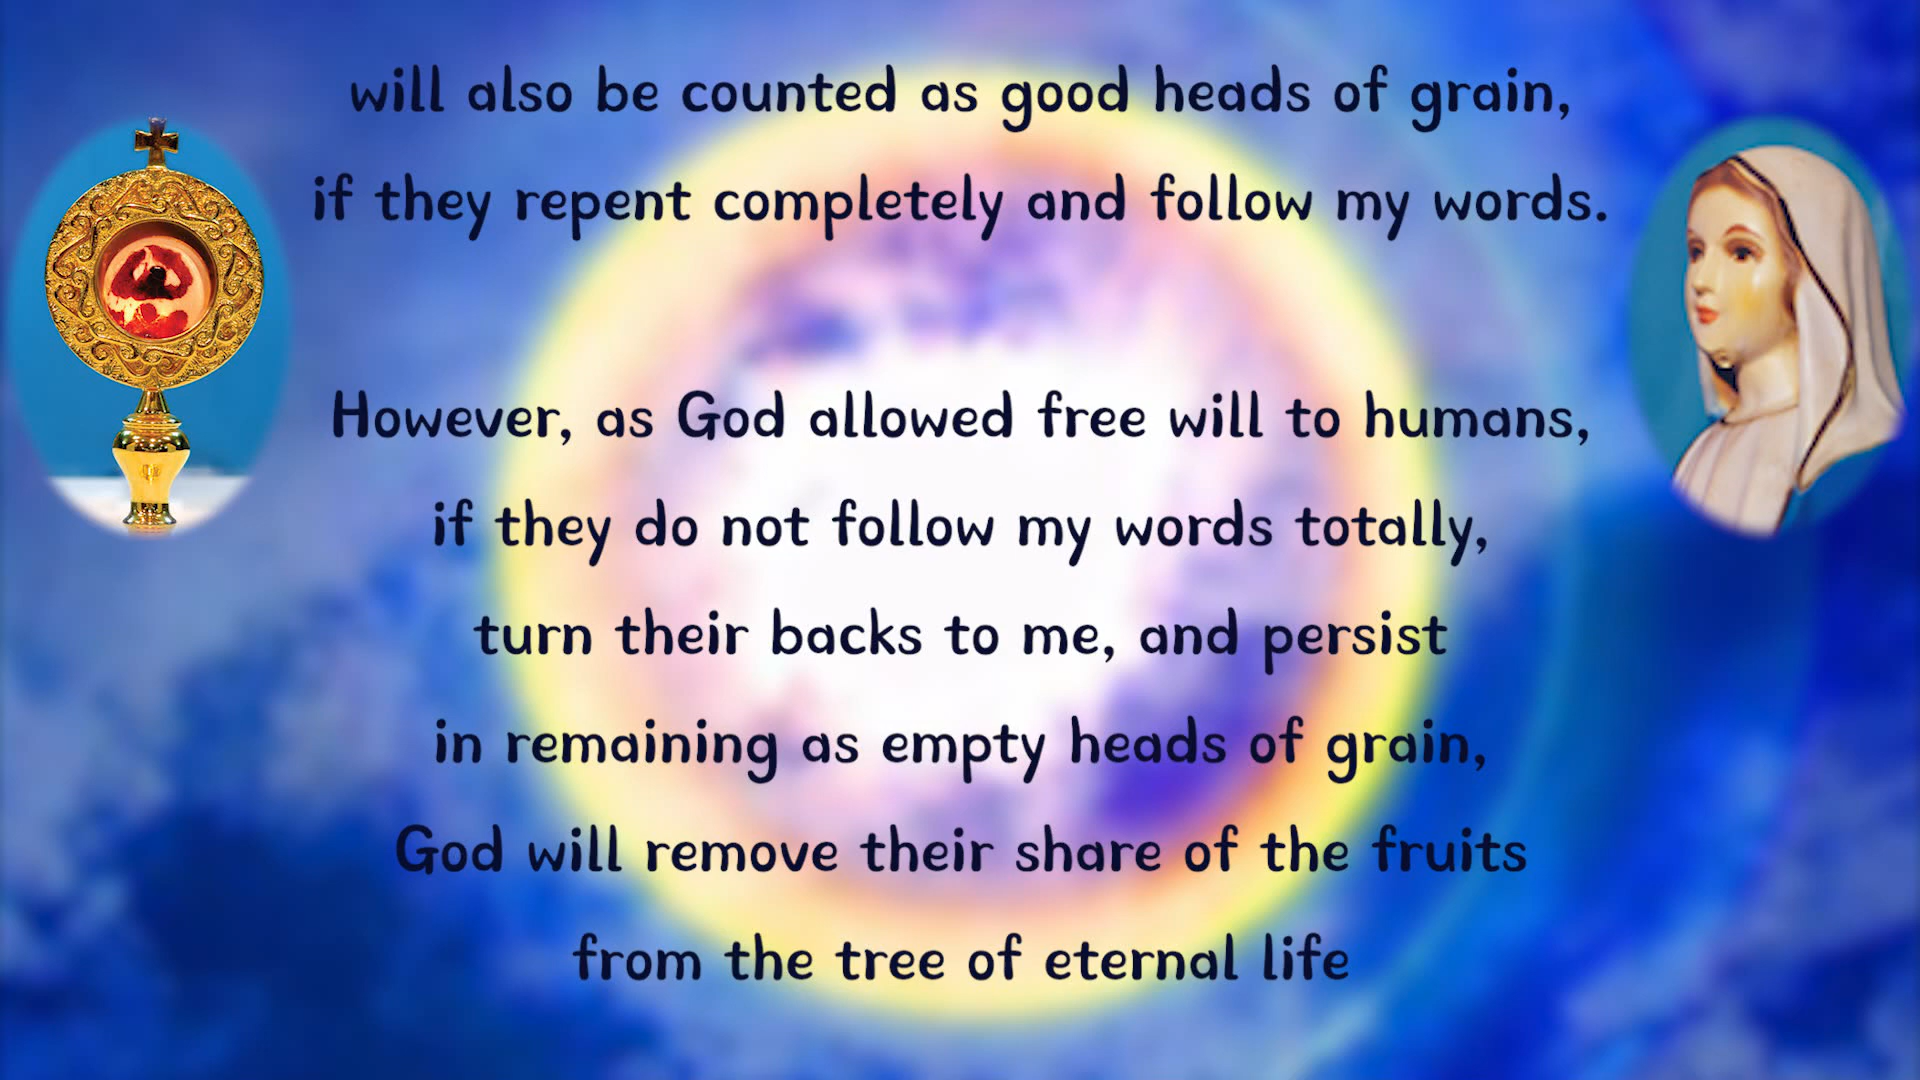 will also be counted as good heads of grain,
if they repent completely and follow my words.
However, as God allowed free will to humans,
if they do not follow my words totally,
turn their backs to me, and persist
in remaining as empty heads of grain,
God will remove their share of the fruits
from the tree of eternal life